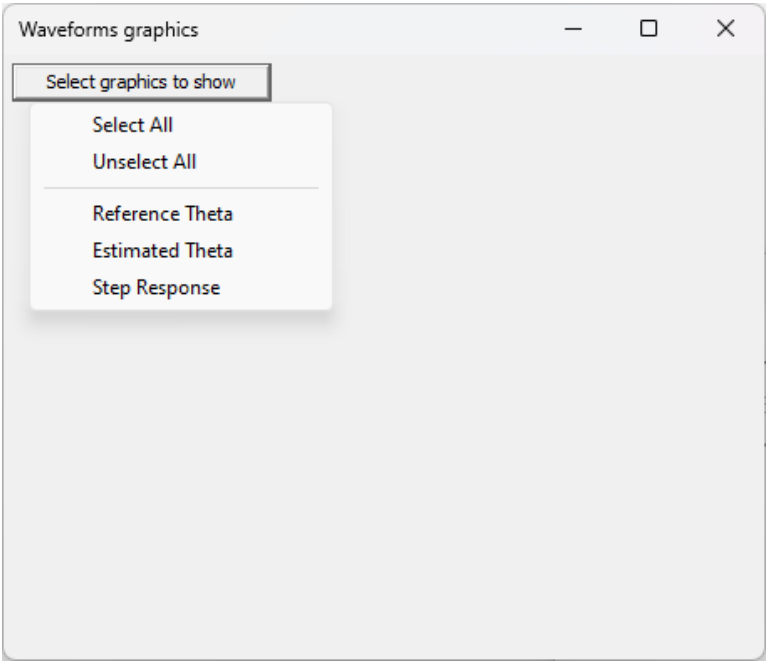 Waveforms graphics
Select graphics to show
Select All
Unselect All
Reference Theta
Estimated Theta
Step Response